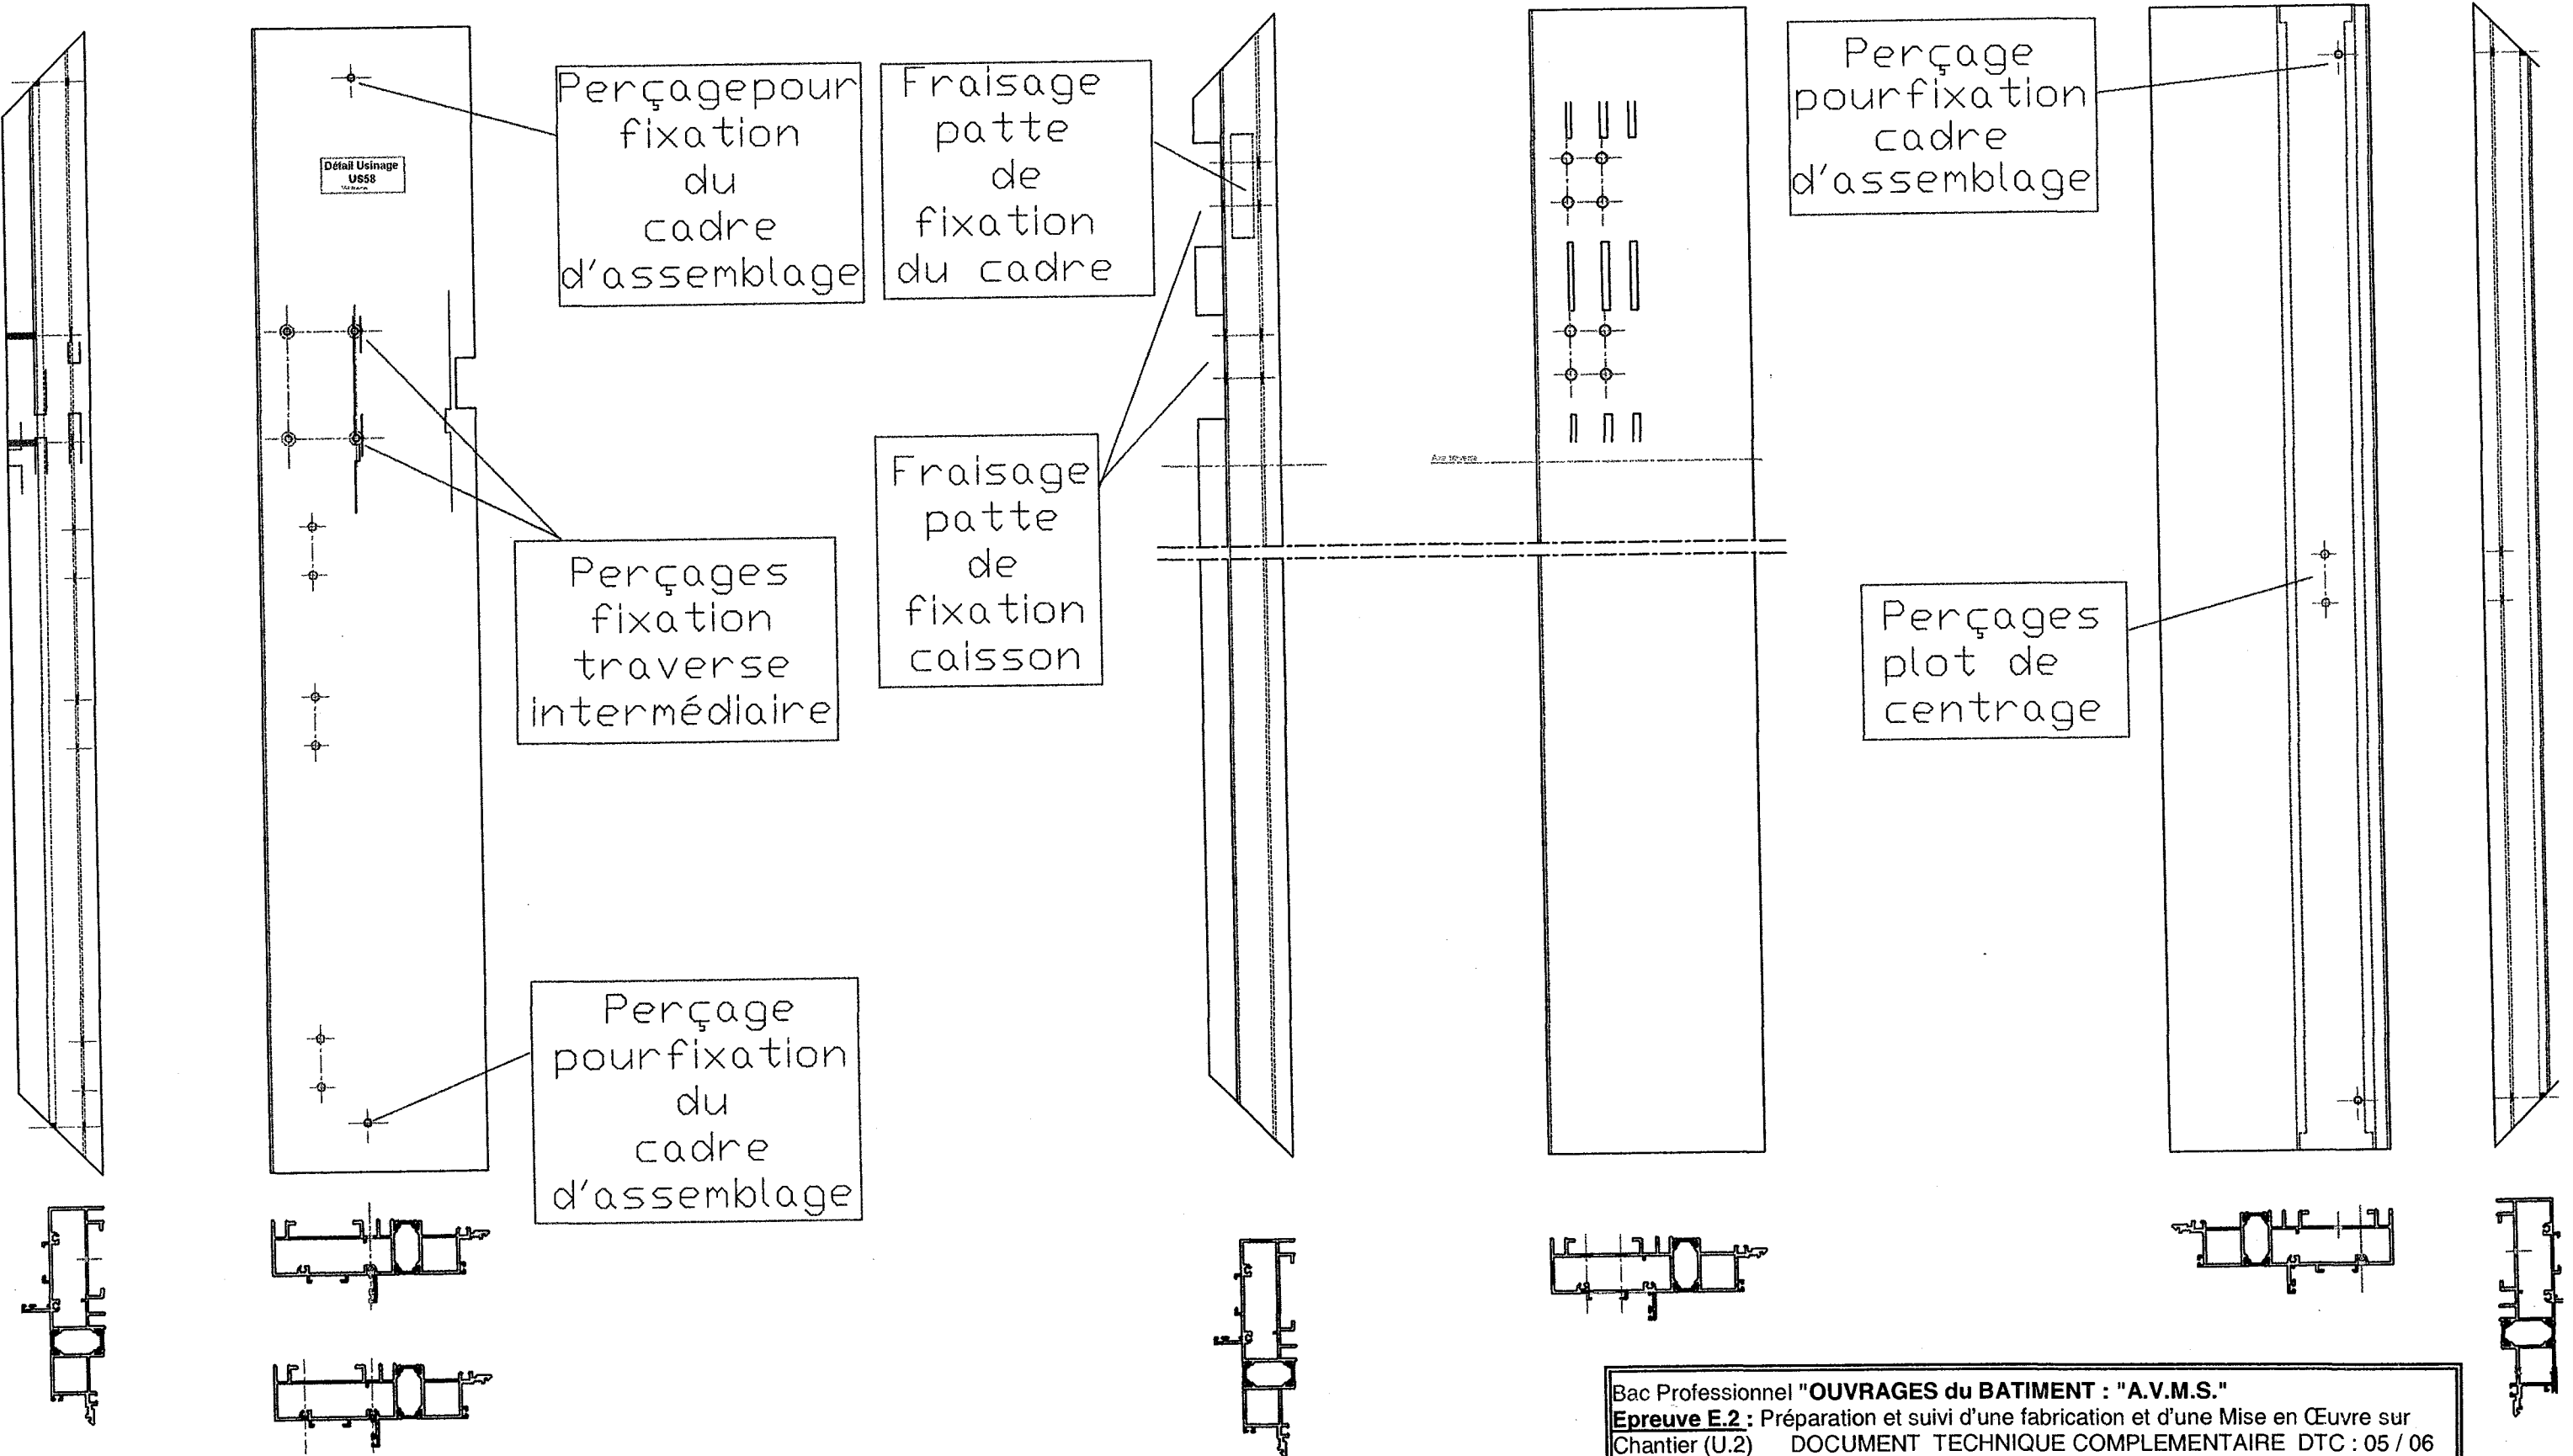 Perçagepour
fixation
du
cadre
d'assemblage
Fraisage
patte
de
fixation
du cadre
Perçage
pourfixation
cadre
d'assemblage
Détail Usinage
US58
Fraisage
patte
de
fixation
caisson
Axe traverse
Perçages
fixation
traverse
intermédiaire
Perçages
plot de
centrage
Perçage
pourfixation
du
cadre
d'assemblage
Bac Professionnel "OUVRAGES du BATIMENT : "A.V.M.S."
Epreuve E.2 : Préparation et suivi d'une fabrication et d'une Mise en Œuvre sur
Chantier (U.2) DOCUMENT TECHNIQUE COMPLEMENTAIRE DTC : 05 / 06